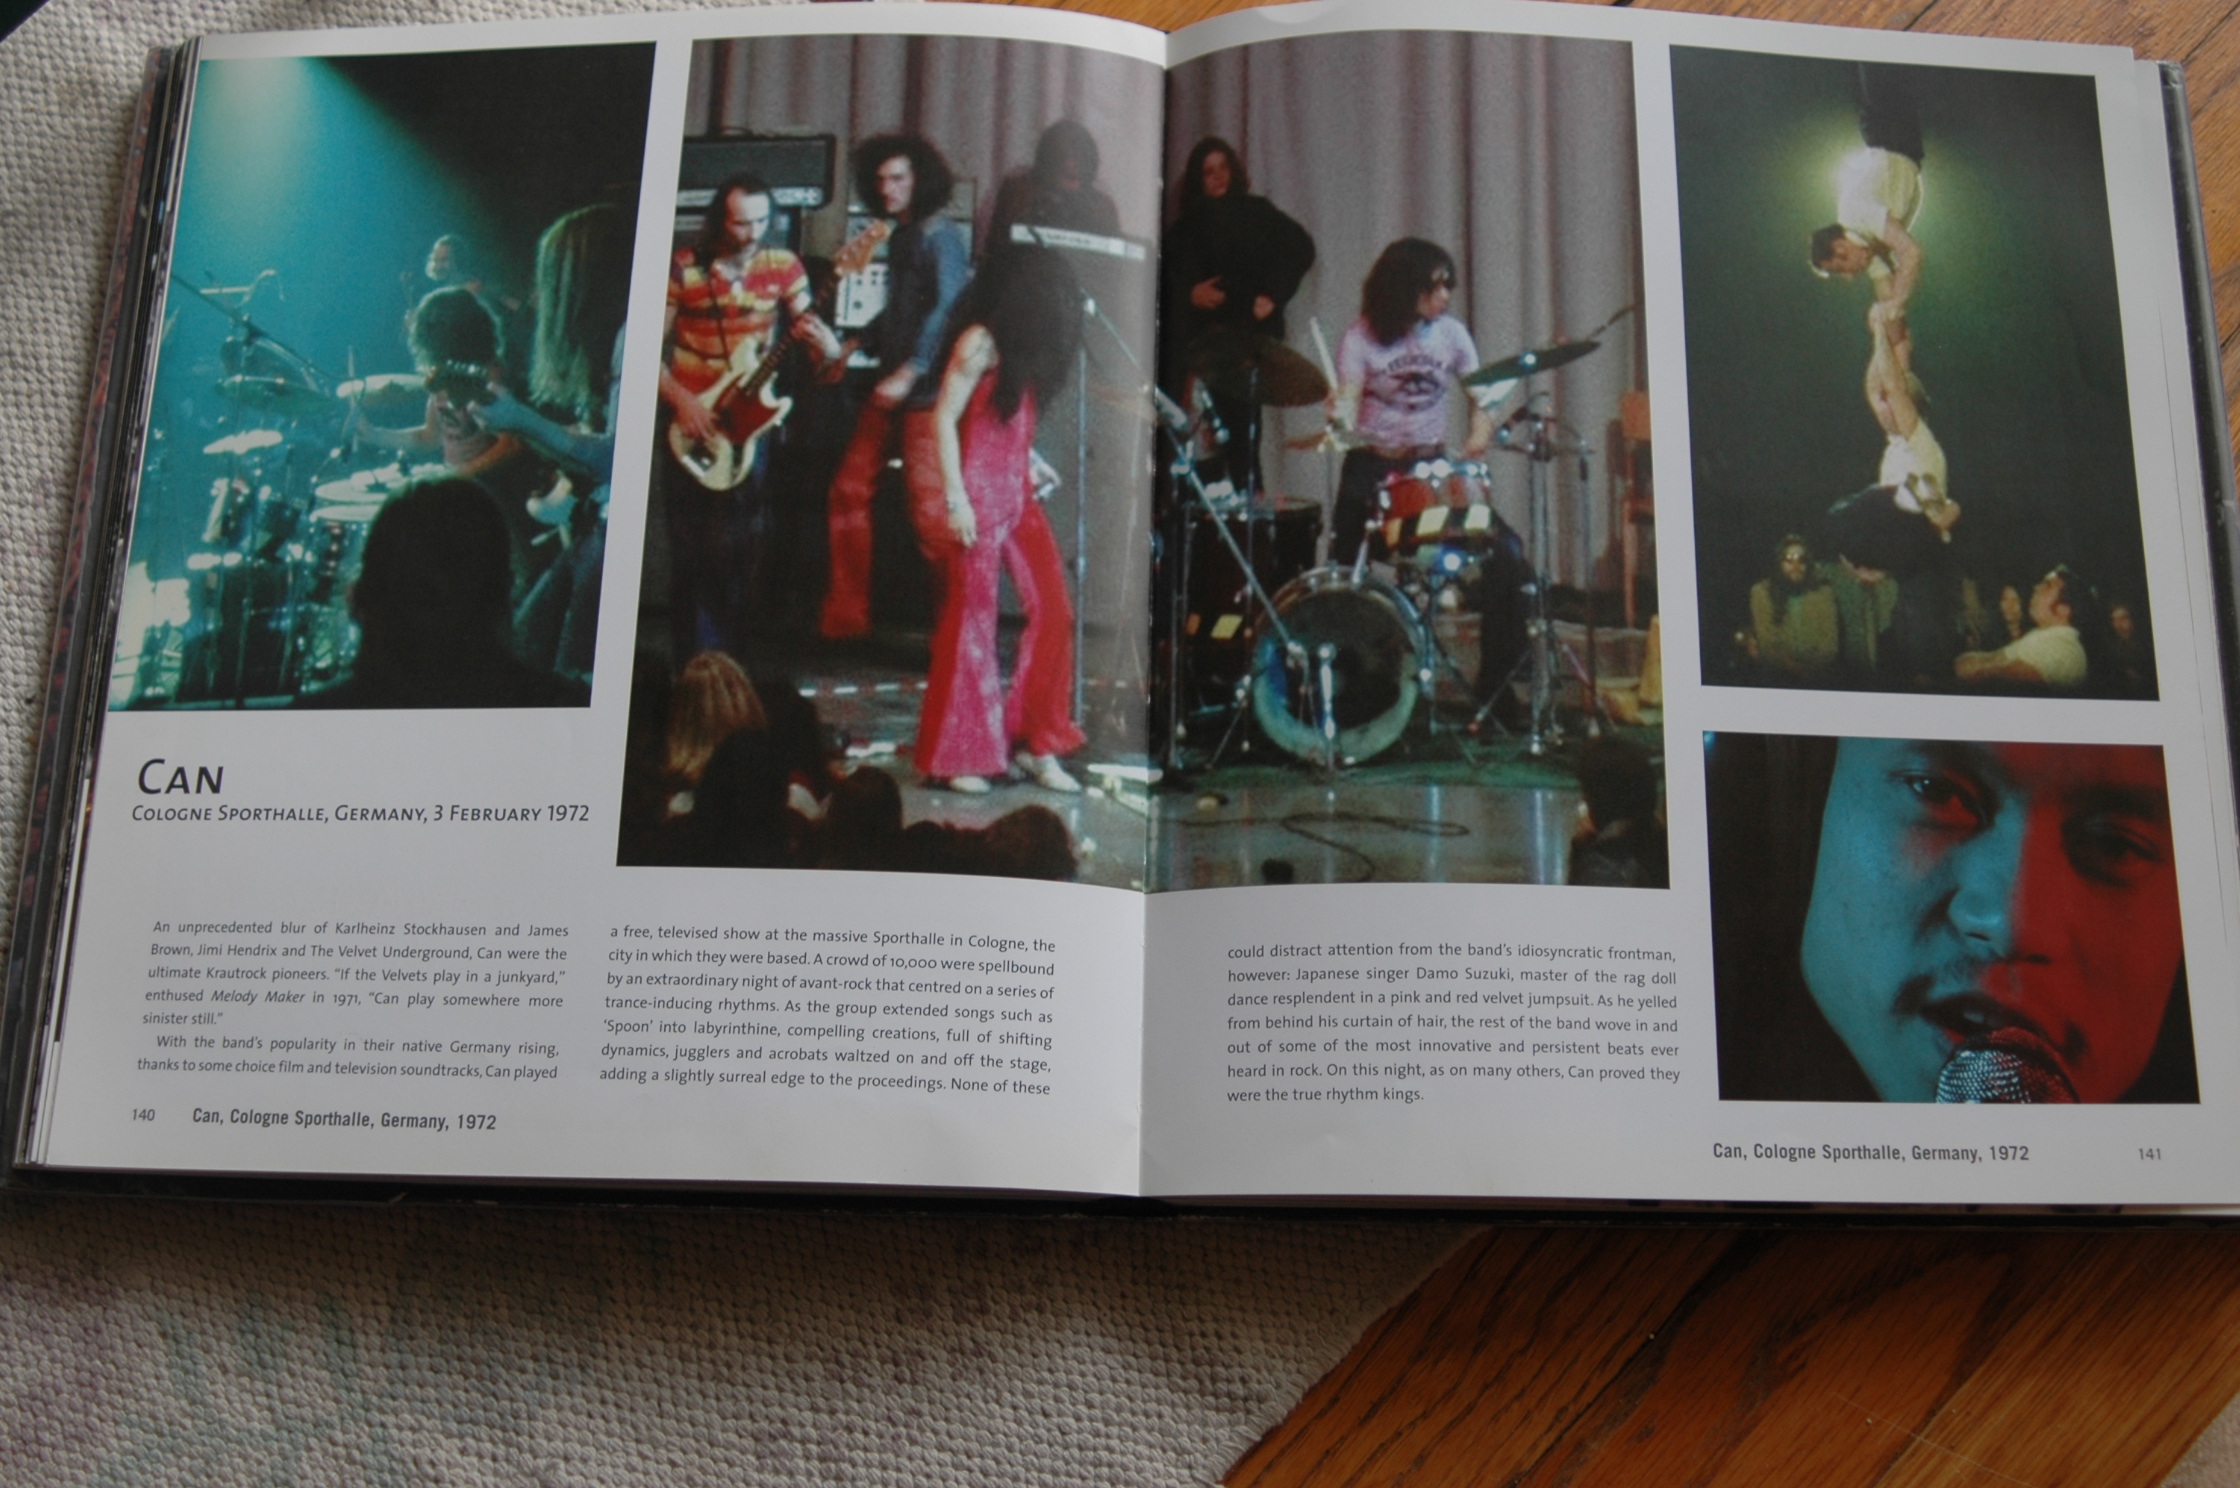 CAN
COLOGNE SPORTHALLE, GERMANY, 3 FEBRUARY 1972
An unprecedented blur of Karlheinz Stockhausen and James
Brown, Jimi Hendrix and The Velvet Underground, Can were the
ultimate Krautrock pioneers. "If the Velvets play in a junkyard,"
enthused Melody Maker in 1971, "Can play somewhere more
sinister still."
With the band's popularity in their native Germany rising,
thanks to some choice film and television soundtracks, Can played
a free, televised show at the massive Sporthalle in Cologne, the
city in which they were based. A crowd of 10,000 were spellbound
by an extraordinary night of avant-rock that centred on a series of
trance-inducing rhythms. As the group extended songs such as
'Spoon' into labyrinthine, compelling creations, full of shifting
dynamics, jugglers and acrobats waltzed on and off the stage,
adding a slightly surreal edge to the proceedings. None of these
140 Can, Cologne Sporthalle, Germany, 1972
could distract attention from the band's idiosyncratic frontman,
however: Japanese singer Damo Suzuki, master of the rag doll
dance resplendent in a pink and red velvet jumpsuit. As he yelled
from behind his curtain of hair, the rest of the band wove in and
out of some of the most innovative and persistent beats ever
heard in rock. On this night, as on many others, Can proved they
were the true rhythm kings.
Can, Cologne Sporthalle, Germany, 1972 141